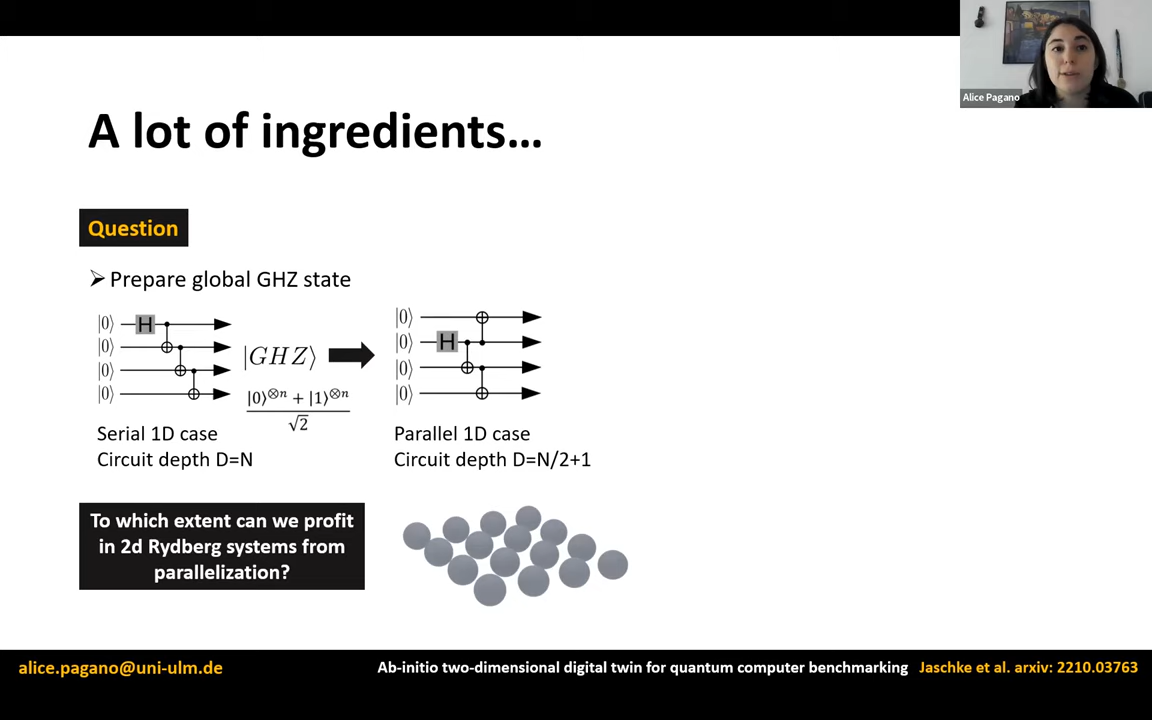 Alice Pagano
A lot of ingredients...
Question
➢ Prepare global GHZ state
|0⟩ H
|0⟩
|0⟩
|0⟩
|GHZ⟩
|0⟩⊗n + |1⟩⊗n
√2
|0⟩
|0⟩ H
|0⟩
|0⟩
Serial 1D case
Circuit depth D=N
Parallel 1D case
Circuit depth D=N/2+1
To which extent can we profit
in 2d Rydberg systems from
parallelization?
alice.pagano@uni-ulm.de
Ab-initio two-dimensional digital twin for quantum computer benchmarking Jaschke et al. arxiv: 2210.03763